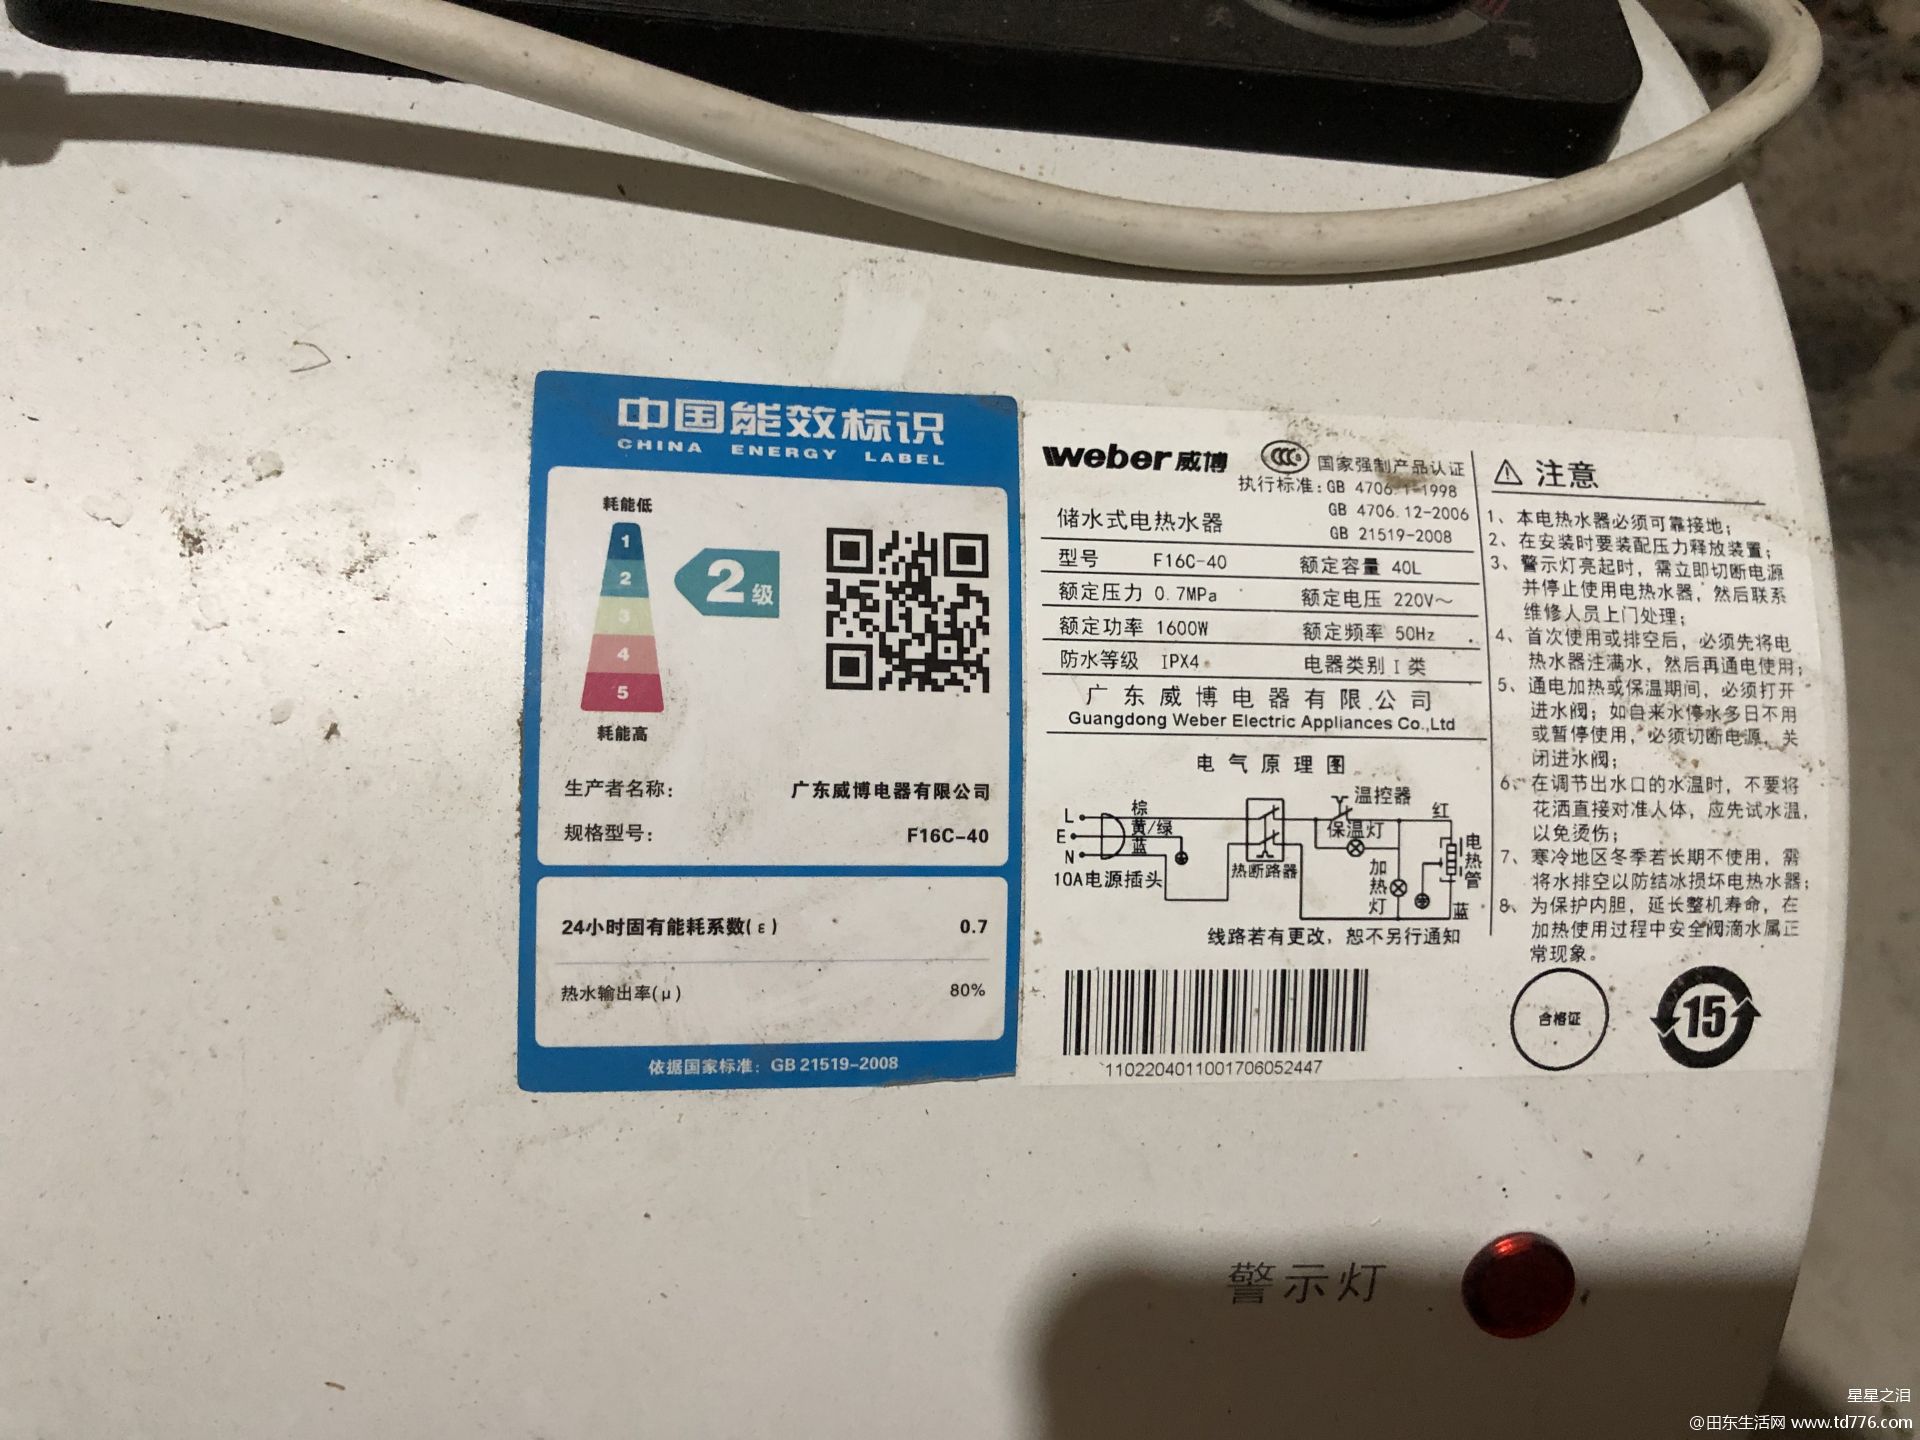 中国能效标识
CHINA ENERGY LABEL
耗能低
1
2
3
4
5
耗能高
2级
生产者名称：
广东威博电器有限公司
规格型号：
F16C-40
24小时固有能耗系数(ε)
0.7
热水输出率(μ)
80%
依据国家标准：GB 21519-2008
weber威博
CCC
国家强制产品认证
执行标准：GB 4706.1-1998
GB 4706.12-2006
GB 21519-2008
储水式电热水器
型号 F16C-40 额定容量 40L
额定压力 0.7MPa 额定电压 220V～
额定功率 1600W 额定频率 50Hz
防水等级 IPX4 电器类别 I 类
广东威博电器有限公司
Guangdong Weber Electric Appliances Co.,Ltd
电气原理图
L
E
N
棕
黄/绿
蓝
10A电源插头
热断路器
温控器
保温灯
加热灯
红
电热管
蓝
线路若有更改，恕不另行通知
1102204011001706052447
注意
1、本电热水器必须可靠接地；
2、在安装时要装配压力释放装置；
3、警示灯亮起时，需立即切断电源
并停止使用电热水器，然后联系
维修人员上门处理；
4、首次使用或排空后，必须先将电
热水器注满水，然后再通电使用；
5、通电加热或保温期间，必须打开
进水阀；如自来水停水多日不用
或暂停使用，必须切断电源，关
闭进水阀；
6、在调节出水口的水温时，不要将
花洒直接对准人体，应先试水温，
以免烫伤；
7、寒冷地区冬季若长期不使用，需
将水排空以防结冰损坏电热水器；
8、为保护内胆，延长整机寿命，在
加热使用过程中安全阀滴水属正
常现象。
合格证
15
警示灯
星星之泪
@田东生活网 www.td776.com